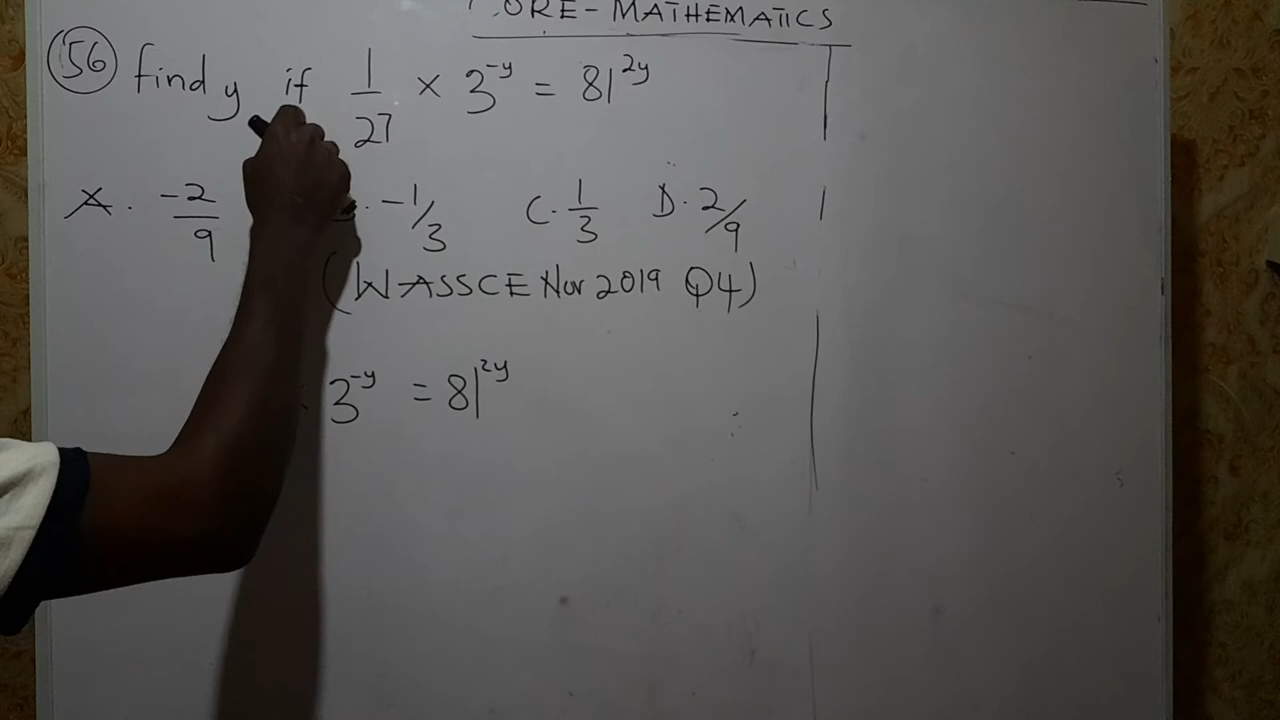 CORE-MATHEMATICS
56 find y if 1/27 × 3^-y = 81^2y
A. -2/9 -1/3 C. 1/3 D. 2/9
(WASSCE Nov 2019 Q4)
3^-y = 81^2y